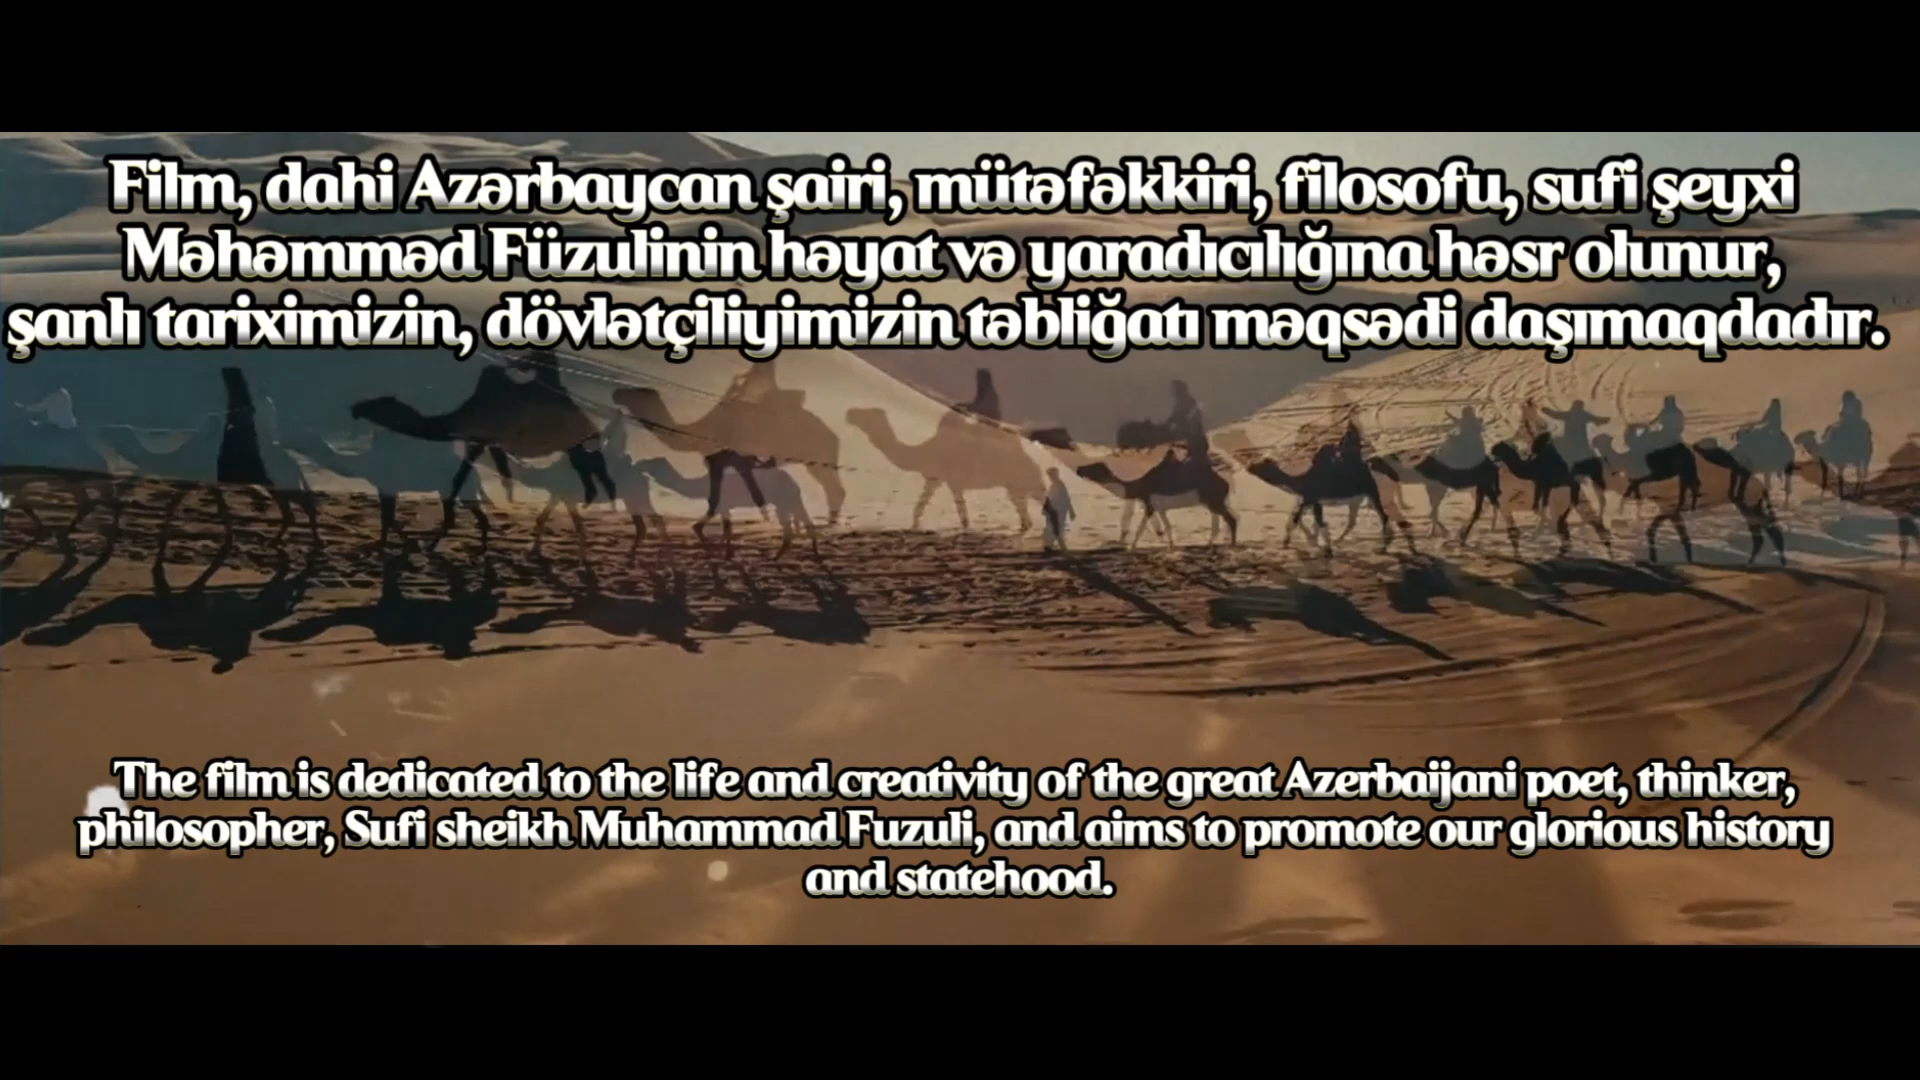 Film, dahi Azərbaycan şairi, mütəfəkkiri, filosofu, sufi şeyxi
Məhəmməd Füzulinin həyat və yaradıcılığına həsr olunur,
şanlı tariximizin, dövlətçiliyimizin təbliğatı məqsədi daşımaqdadır.
The film is dedicated to the life and creativity of the great Azerbaijani poet, thinker,
philosopher, Sufi sheikh Muhammad Fuzuli, and aims to promote our glorious history
and statehood.